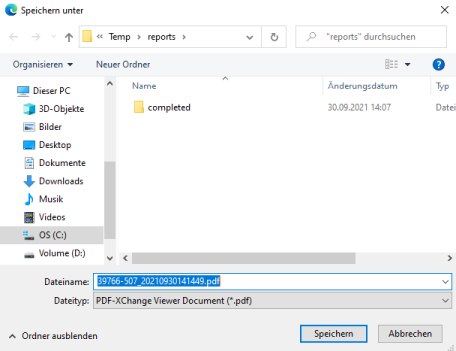 Speichern unter
« Temp > reports >
"reports" durchsuchen
Organisieren
Neuer Ordner
Name
Änderungsdatum
Typ
Dieser PC
3D-Objekte
Bilder
Desktop
Dokumente
Downloads
Musik
Videos
OS (C:)
Volume (D:)
completed
30.09.2021 14:07
Datei
Dateiname:
39766-507_20210930141449.pdf
Dateityp:
PDF-XChange Viewer Document (*.pdf)
Ordner ausblenden
Speichern
Abbrechen